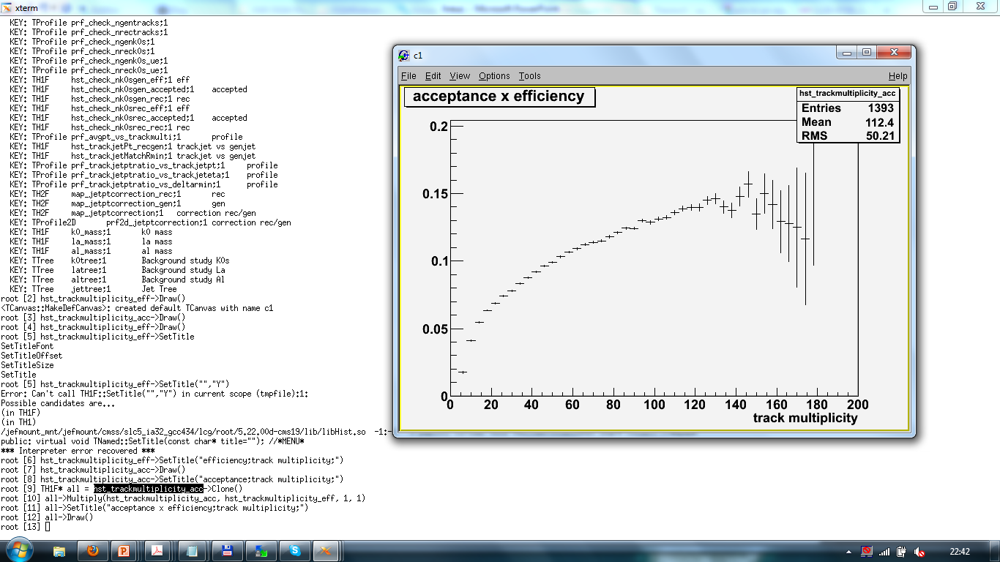 xterm
KEY: TProfile prf_check_ngentracks;1
KEY: TProfile prf_check_nrectracks;1
KEY: TProfile prf_check_ngenk0s;1
KEY: TProfile prf_check_nreck0s;1
KEY: TProfile prf_check_ngenk0s_ue;1
KEY: TProfile prf_check_nreck0s_ue;1
KEY: TH1F hst_check_nk0sgen_eff;1 eff
KEY: TH1F hst_check_nk0sgen_accepted;1 accepted
KEY: TH1F hst_check_nk0sgen_rec;1 rec
KEY: TH1F hst_check_nk0srec_eff;1 eff
KEY: TH1F hst_check_nk0srec_accepted;1 accepted
KEY: TH1F hst_check_nk0srec_rec;1 rec
KEY: TProfile prf_avgpt_vs_trackmulti;1 profile
KEY: TH1F hst_trackjetPt_recgen;1 trackjet vs genjet
KEY: TH1F hst_trackjetMatchRmin;1 trackjet vs genjet
KEY: TProfile prf_trackjetptratio_vs_trackjetpt;1 profile
KEY: TProfile prf_trackjetptratio_vs_trackjeteta;1 profile
KEY: TProfile prf_trackjetptratio_vs_deltarmin;1 profile
KEY: TH2F map_jetptcorrection_rec;1 rec
KEY: TH2F map_jetptcorrection_gen;1 gen
KEY: TH2F map_jetptcorrection;1 correction rec/gen
KEY: TProfile2D prf2d_jetptcorrection;1 correction rec/gen
KEY: TH1F k0_mass;1 k0 mass
KEY: TH1F la_mass;1 la mass
KEY: TH1F al_mass;1 al mass
KEY: TTree k0tree;1 Background study K0s
KEY: TTree latree;1 Background study La
KEY: TTree altree;1 Background study Al
KEY: TTree jettree;1 Jet Tree
root [2] hst_trackmultiplicity_eff->Draw()
<TCanvas::MakeDefCanvas>: created default TCanvas with name c1
root [3] hst_trackmultiplicity_acc->Draw()
root [4] hst_trackmultiplicity_eff->Draw()
root [5] hst_trackmultiplicity_eff->SetTitle
SetTitleFont
SetTitleOffset
SetTitleSize
SetTitle
root [5] hst_trackmultiplicity_eff->SetTitle("","Y")
Error: Can't call TH1F::SetTitle("","Y") in current scope (tmpfile):1:
Possible candidates are...
(in TH1F)
(in TH1)
/jefmount_mnt/jefmount/cmss/slc5_ia32_gcc434/lcg/root/5.22.00d-cms19/lib/libHist.so -1:-
public: virtual void TNamed::SetTitle(const char* title=""); //*MENU*
*** Interpreter error recovered ***
root [6] hst_trackmultiplicity_eff->SetTitle("efficiency;track multiplicity;")
root [7] hst_trackmultiplicity_acc->Draw()
root [8] hst_trackmultiplicity_acc->SetTitle("acceptance;track multiplicity;")
root [9] TH1F* all = hst_trackmultiplicity_acc->Clone()
root [10] all->Multiply(hst_trackmultiplicity_acc, hst_trackmultiplicity_eff, 1, 1)
root [11] all->SetTitle("acceptance x efficiency;track multiplicity;")
root [12] all->Draw()
root [13]
c1
File Edit View Options Tools Help
acceptance x efficiency
hst_trackmultiplicity_acc
Entries 1393
Mean 112.4
RMS 50.21
0.2
0.15
0.1
0.05
0
0 20 40 60 80 100 120 140 160 180 200
track multiplicity
22:42